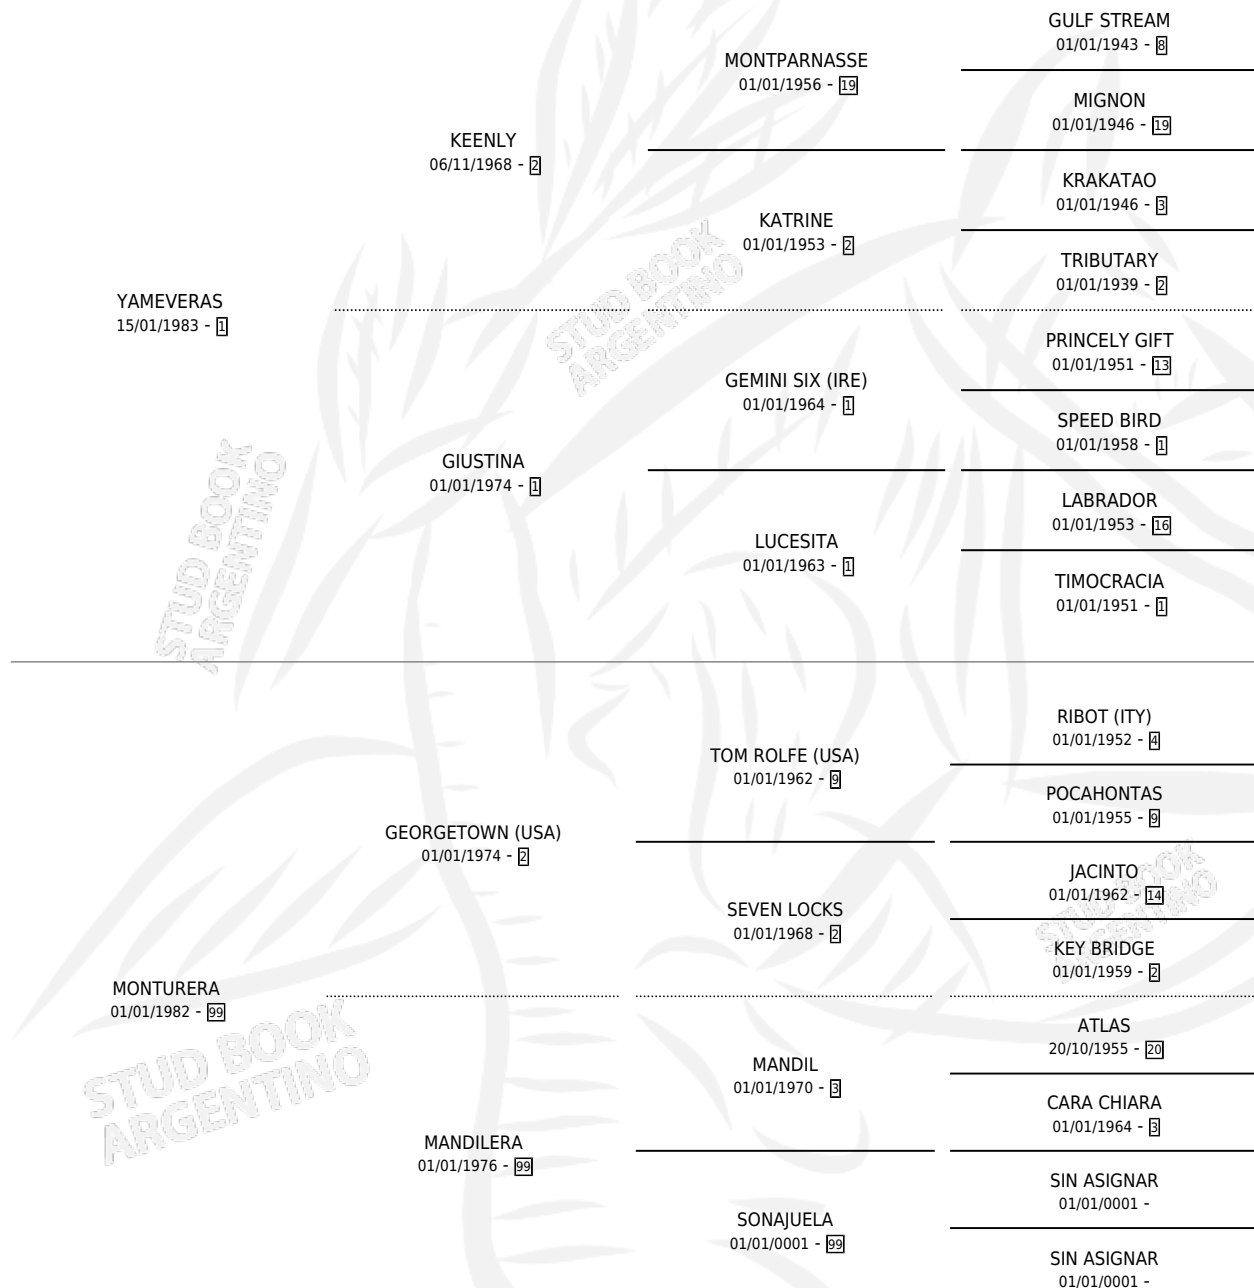 GULF STREAM
01/01/1943 - 8
MONTPARNASSE
01/01/1956 - 19
MIGNON
01/01/1946 - 19
KEENLY
06/11/1968 - 2
KRAKATAO
01/01/1946 - 3
KATRINE
01/01/1953 - 2
TRIBUTARY
01/01/1939 - 2
YAMEVERAS
15/01/1983 - 1
STUD BOOK
ARGENTINO
PRINCELY GIFT
01/01/1951 - 13
GEMINI SIX (IRE)
01/01/1964 - 1
SPEED BIRD
01/01/1958 - 1
GIUSTINA
01/01/1974 - 1
LABRADOR
01/01/1953 - 16
LUCESITA
01/01/1963 - 1
TIMOCRACIA
01/01/1951 - 1
STUD BOOK
ARGENTINO
RIBOT (ITY)
01/01/1952 - 4
TOM ROLFE (USA)
01/01/1962 - 9
POCAHONTAS
01/01/1955 - 9
GEORGETOWN (USA)
01/01/1974 - 2
JACINTO
01/01/1962 - 14
STUD BOOK
ARGENTINO
SEVEN LOCKS
01/01/1968 - 2
KEY BRIDGE
01/01/1959 - 2
MONTURERA
01/01/1982 - 99
STUD BOOK
ARGENTINO
ATLAS
20/10/1955 - 20
MANDIL
01/01/1970 - 3
CARA CHIARA
01/01/1964 - 3
MANDILERA
01/01/1976 - 99
SIN ASIGNAR
01/01/0001 -
SONAJUELA
01/01/0001 - 99
SIN ASIGNAR
01/01/0001 -